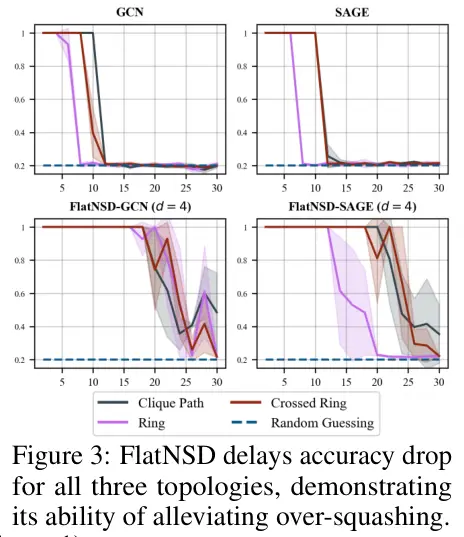 GCN SAGE
1 1
0.8 0.8
0.6 0.6
0.4 0.4
0.2 0.2
5 10 15 20 25 30 5 10 15 20 25 30
FlatNSD-GCN (d = 4) FlatNSD-SAGE (d = 4)
1 1
0.8 0.8
0.6 0.6
0.4 0.4
0.2 0.2
5 10 15 20 25 30 5 10 15 20 25 30
Clique Path Crossed Ring
Ring Random Guessing
Figure 3: FlatNSD delays accuracy drop
for all three topologies, demonstrating
its ability of alleviating over-squashing.